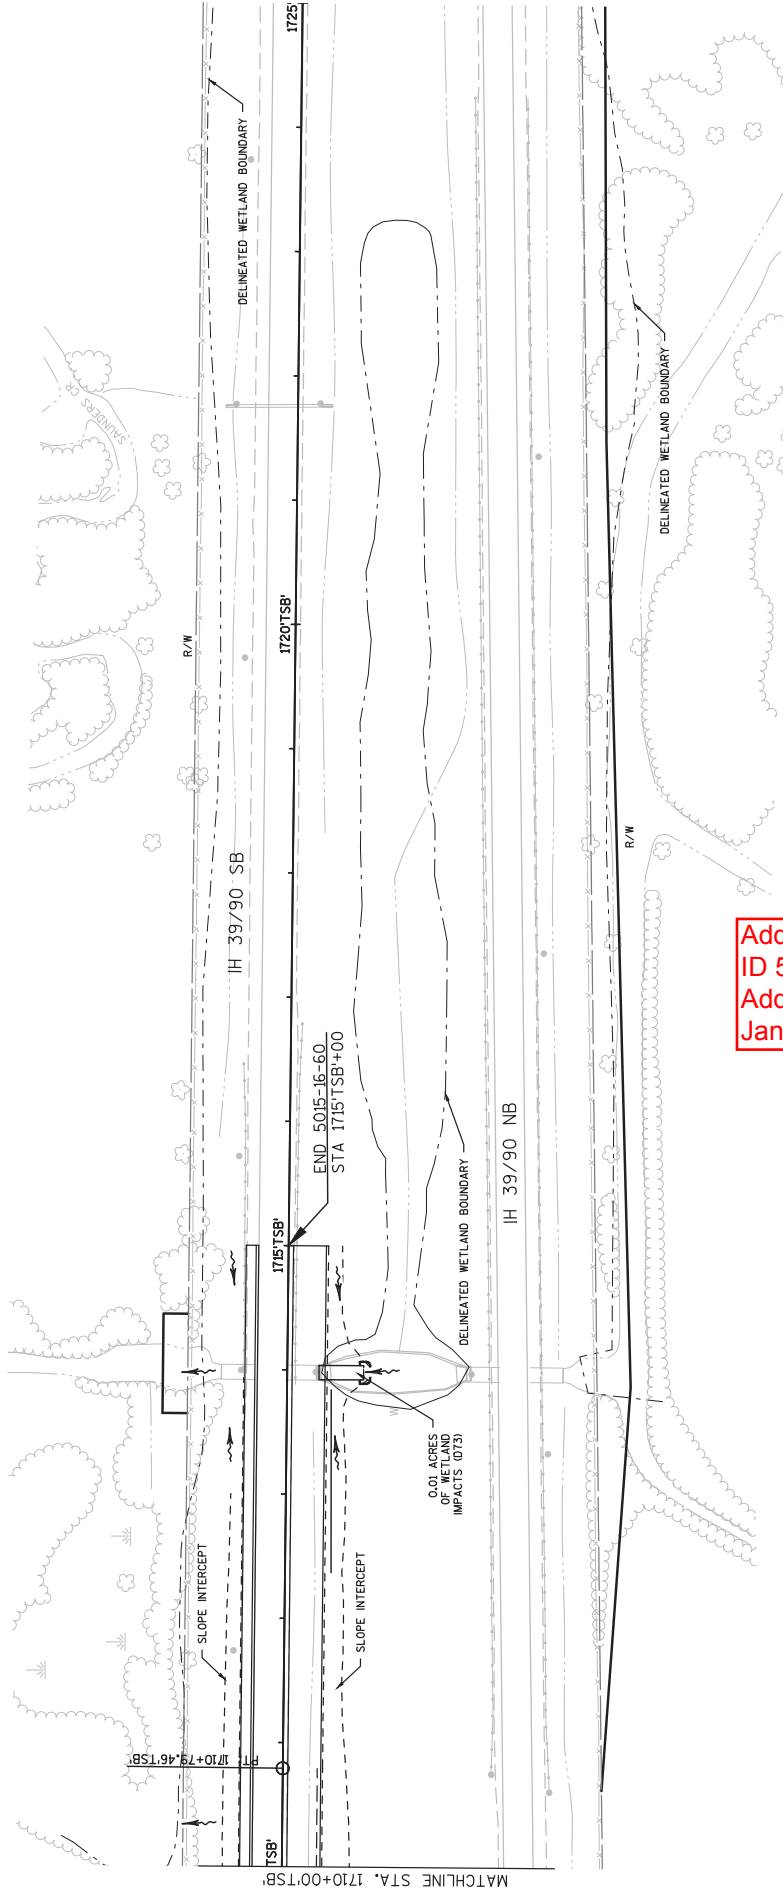 1725'
DELINEATED WETLAND BOUNDARY
SAUNDERS CR
DELINEATED WETLAND BOUNDARY
R/W
1720'TSB'
R/W
IH 39/90 SB
Add
ID 5
Add
Jan
END 5015-16-60
STA 1715'TSB'+00
IH 39/90 NB
1715'TSB'
DELINEATED WETLAND BOUNDARY
W
0.01 ACRES
OF WETLAND
IMPACTS (D73)
SLOPE INTERCEPT
SLOPE INTERCEPT
PT 1710+79.46'TSB'
TSB'
MATCHLINE STA. 1710+00'TSB'